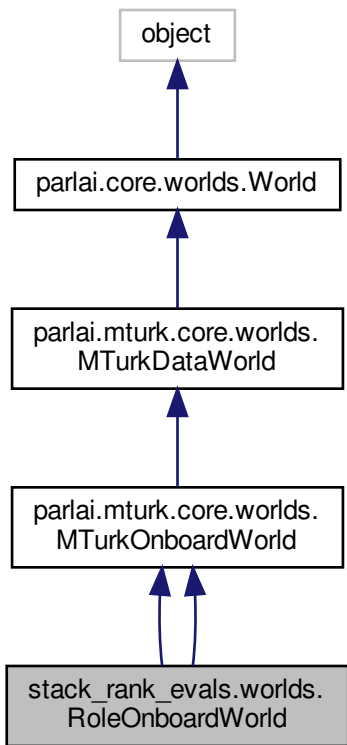 object
parlai.core.worlds.World
parlai.mturk.core.worlds.
MTurkDataWorld
parlai.mturk.core.worlds.
MTurkOnboardWorld
stack_rank_evals.worlds.
RoleOnboardWorld